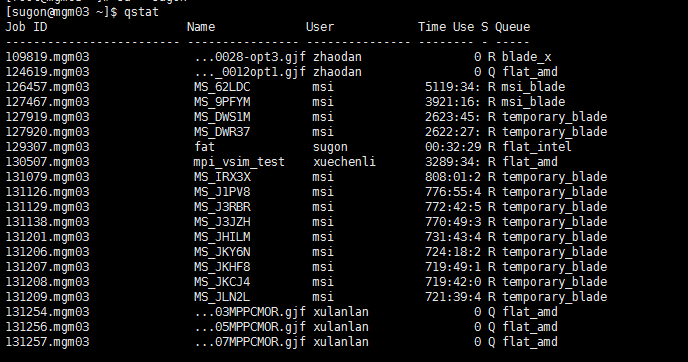 [sugon@mgm03 ~]$ qstat
Job ID                    Name             User            Time Use S Queue
------------------------- ---------------- --------------- -------- - -----
109819.mgm03               ...0028-opt3.gjf zhaodan                0 R blade_x
124619.mgm03               ..._0012opt1.gjf zhaodan                0 Q flat_amd
126457.mgm03               MS_62LDC         msi             5119:34: R msi_blade
127467.mgm03               MS_9PFYM         msi             3921:16: R msi_blade
127919.mgm03               MS_DWS1M         msi             2623:45: R temporary_blade
127920.mgm03               MS_DWR37         msi             2622:27: R temporary_blade
129307.mgm03               fat              sugon           00:32:29 R flat_intel
130507.mgm03               mpi_vsim_test    xuechenli       3289:34: R flat_amd
131079.mgm03               MS_IRX3X         msi             808:01:2 R temporary_blade
131126.mgm03               MS_J1PV8         msi             776:55:4 R temporary_blade
131129.mgm03               MS_J3RBR         msi             772:42:5 R temporary_blade
131138.mgm03               MS_J3JZH         msi             770:49:3 R temporary_blade
131201.mgm03               MS_JHILM         msi             731:43:4 R temporary_blade
131206.mgm03               MS_JKY6N         msi             724:18:2 R temporary_blade
131207.mgm03               MS_JKHF8         msi             719:49:1 R temporary_blade
131208.mgm03               MS_JKCJ4         msi             719:42:0 R temporary_blade
131209.mgm03               MS_JLN2L         msi             721:39:4 R temporary_blade
131254.mgm03               ...03MPPCMOR.gjf xulanlan               0 Q flat_amd
131256.mgm03               ...05MPPCMOR.gjf xulanlan               0 Q flat_amd
131257.mgm03               ...07MPPCMOR.gjf xulanlan               0 Q flat_amd